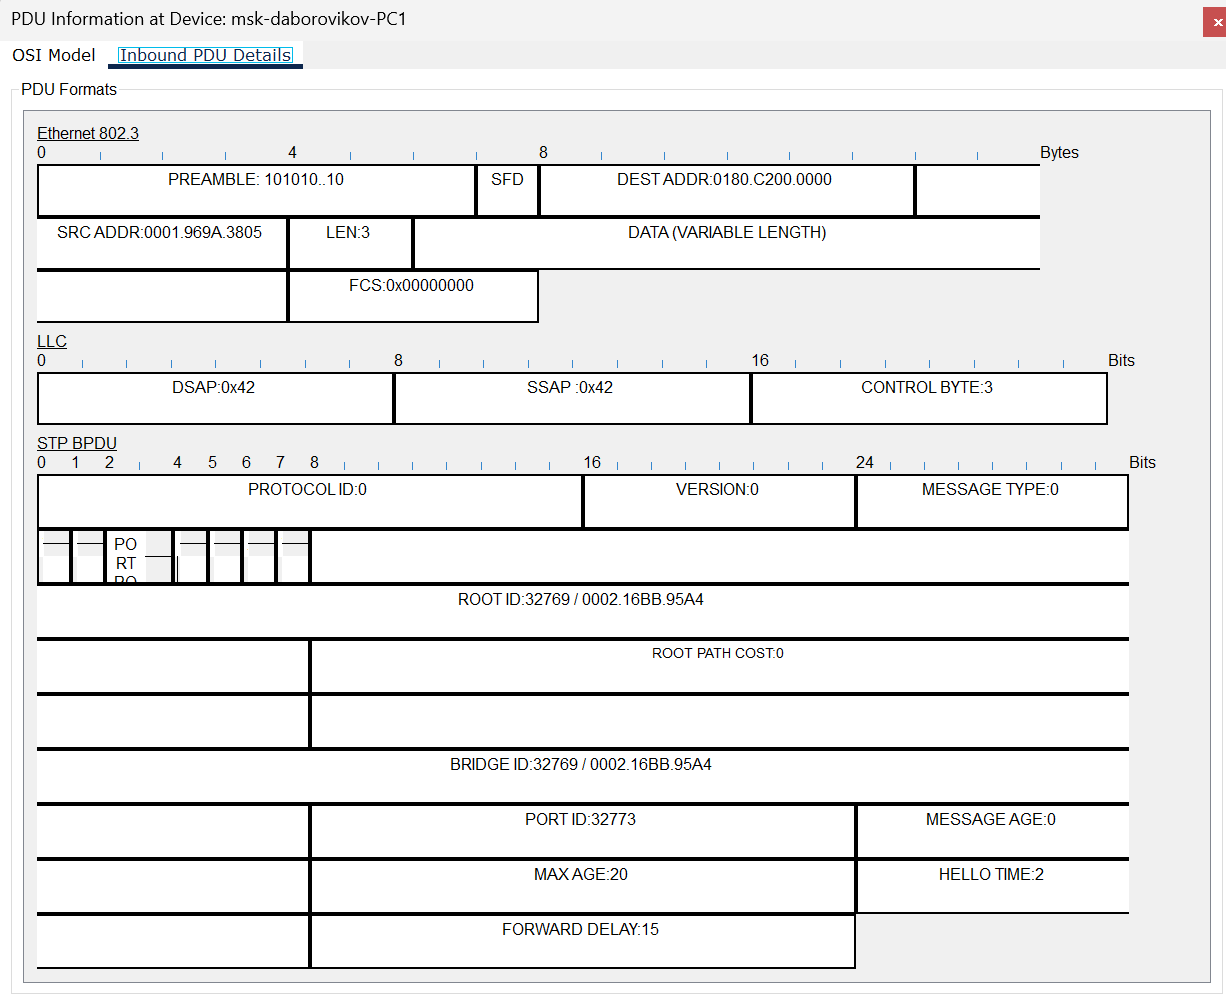 PDU Information at Device: msk-daborovikov-PC1
OSI Model Inbound PDU Details
PDU Formats
Ethernet 802.3
0 4 8 Bytes
PREAMBLE: 101010..10 SFD DEST ADDR:0180.C200.0000
SRC ADDR:0001.969A.3805 LEN:3 DATA (VARIABLE LENGTH)
FCS:0x00000000
LLC
0 8 16 Bits
DSAP:0x42 SSAP :0x42 CONTROL BYTE:3
STP BPDU
0 1 2 4 5 6 7 8 16 24 Bits
PROTOCOL ID:0 VERSION:0 MESSAGE TYPE:0
PO
RT
RO
ROOT ID:32769 / 0002.16BB.95A4
ROOT PATH COST:0
BRIDGE ID:32769 / 0002.16BB.95A4
PORT ID:32773 MESSAGE AGE:0
MAX AGE:20 HELLO TIME:2
FORWARD DELAY:15